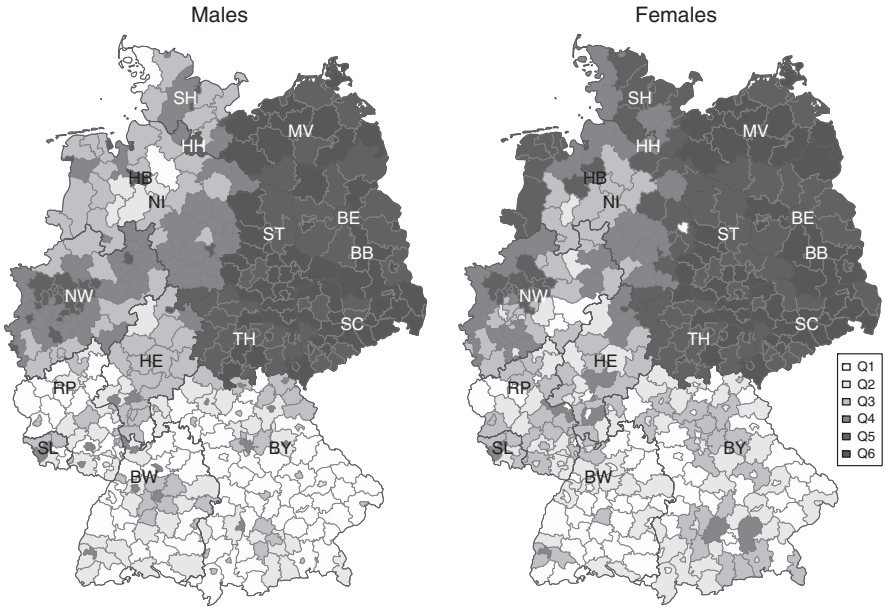 Males
Females
SH
HH
MV
HB
NI
ST
BE
BB
NW
TH
SC
HE
RP
SL
BW
BY
SH
HH
MV
HB
NI
ST
BE
BB
NW
TH
SC
HE
RP
SL
BW
BY
Q1
Q2
Q3
Q4
Q5
Q6